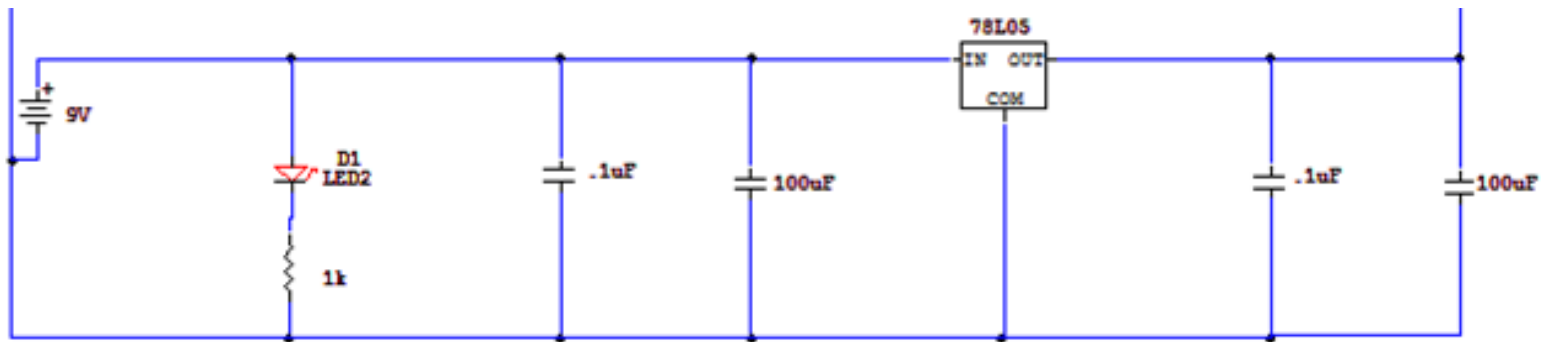 78L05
IN OUT
COM
+
9V
D1
LED2
.1uF
100uF
.1uF
100uF
1k